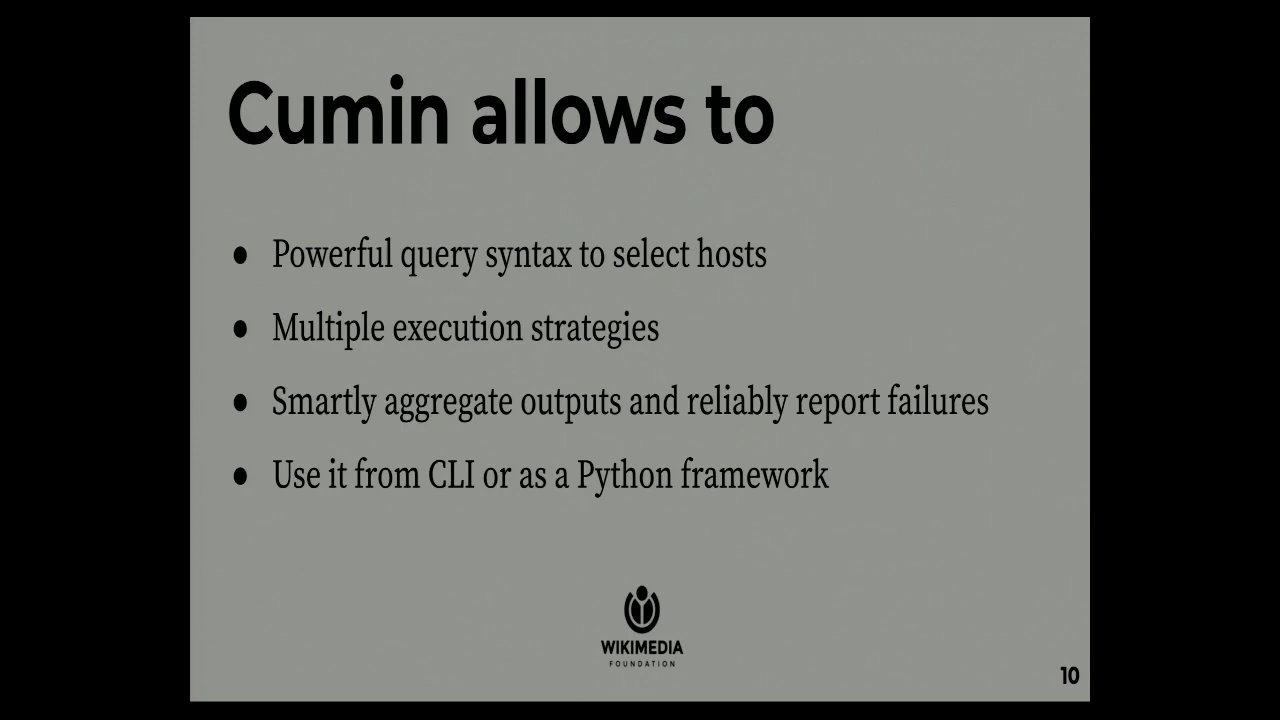 Cumin allows to
● Powerful query syntax to select hosts
● Multiple execution strategies
● Smartly aggregate outputs and reliably report failures
● Use it from CLI or as a Python framework
WIKIMEDIA
FOUNDATION
10